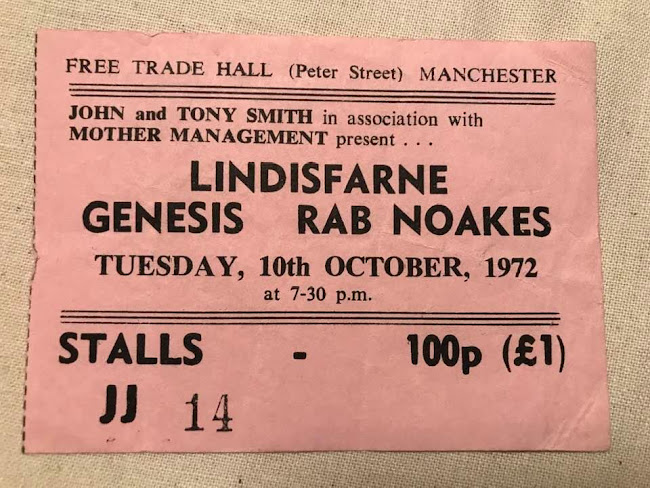 FREE TRADE HALL (Peter Street) MANCHESTER
JOHN and TONY SMITH in association with
MOTHER MANAGEMENT present . . .
LINDISFARNE
GENESIS RAB NOAKES
TUESDAY, 10th OCTOBER, 1972
at 7-30 p.m.
STALLS - 100p (£1)
JJ 14